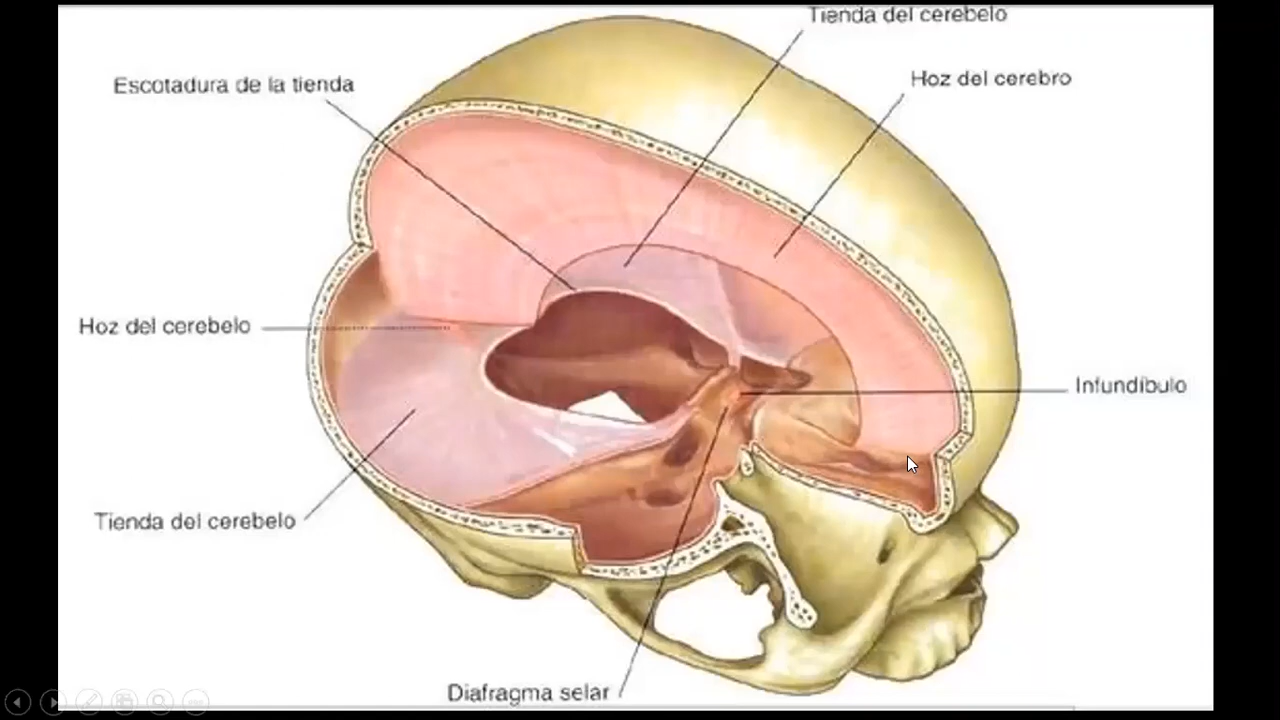 Tienda del cerebelo
Hoz del cerebro
Escotadura de la tienda
Hoz del cerebelo
Infundíbulo
Tienda del cerebelo
Diafragma selar